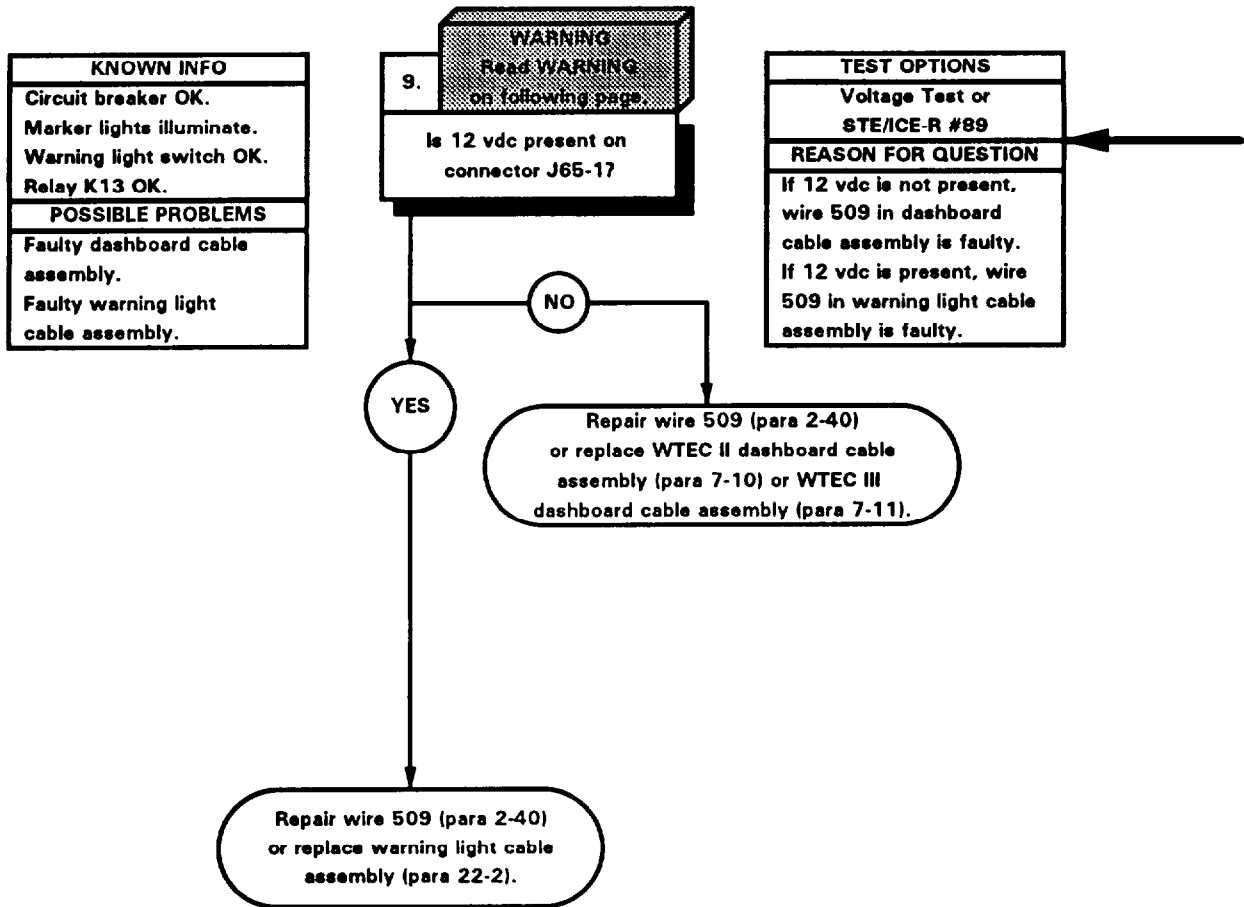 KNOWN INFO
Circuit breaker OK.
Marker lights illuminate.
Warning light switch OK.
Relay K13 OK.
POSSIBLE PROBLEMS
Faulty dashboard cable
assembly.
Faulty warning light
cable assembly.
WARNING
Read WARNING
on following page.
9.
Is 12 vdc present on
connector J65-1?
TEST OPTIONS
Voltage Test or
STE/ICE-R #89
REASON FOR QUESTION
If 12 vdc is not present,
wire 509 in dashboard
cable assembly is faulty.
If 12 vdc is present, wire
509 in warning light cable
assembly is faulty.
NO
YES
Repair wire 509 (para 2-40)
or replace WTEC II dashboard cable
assembly (para 7-10) or WTEC III
dashboard cable assembly (para 7-11).
Repair wire 509 (para 2-40)
or replace warning light cable
assembly (para 22-2).